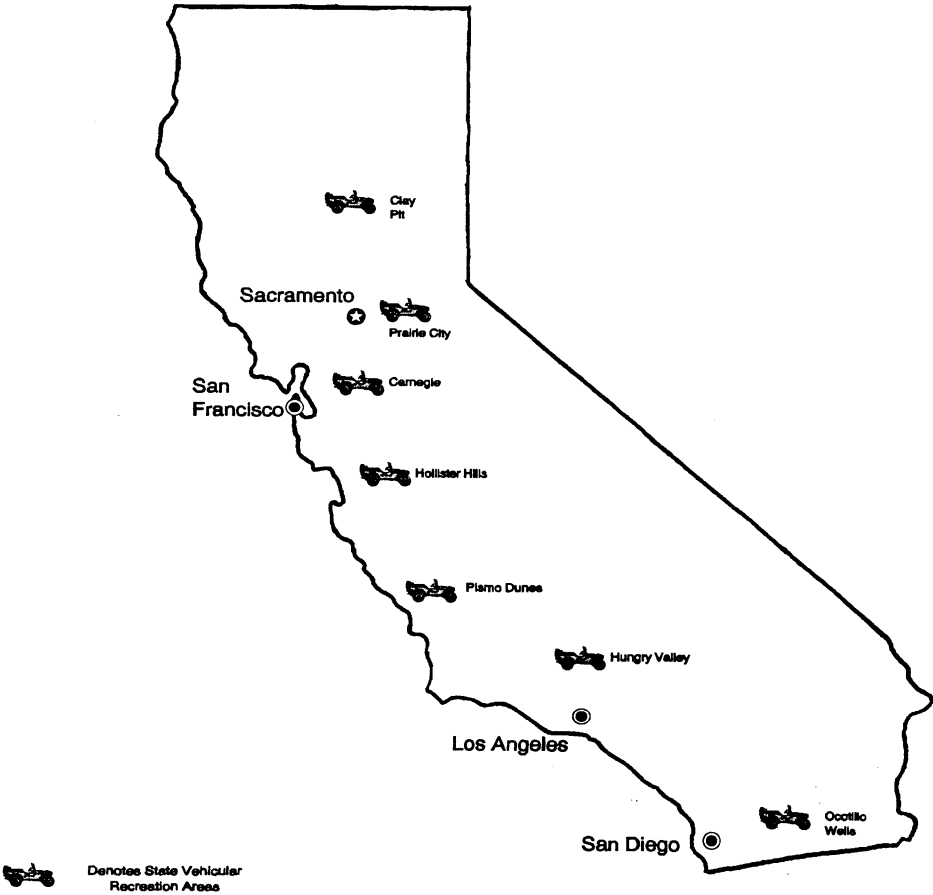 Clay
Pit
Sacramento
Prairie City
San
Francisco
Carnegie
Hollister Hills
Pismo Dunes
Hungry Valley
Los Angeles
Ocotillo
Wells
San Diego
Denotes State Vehicular
Recreation Areas